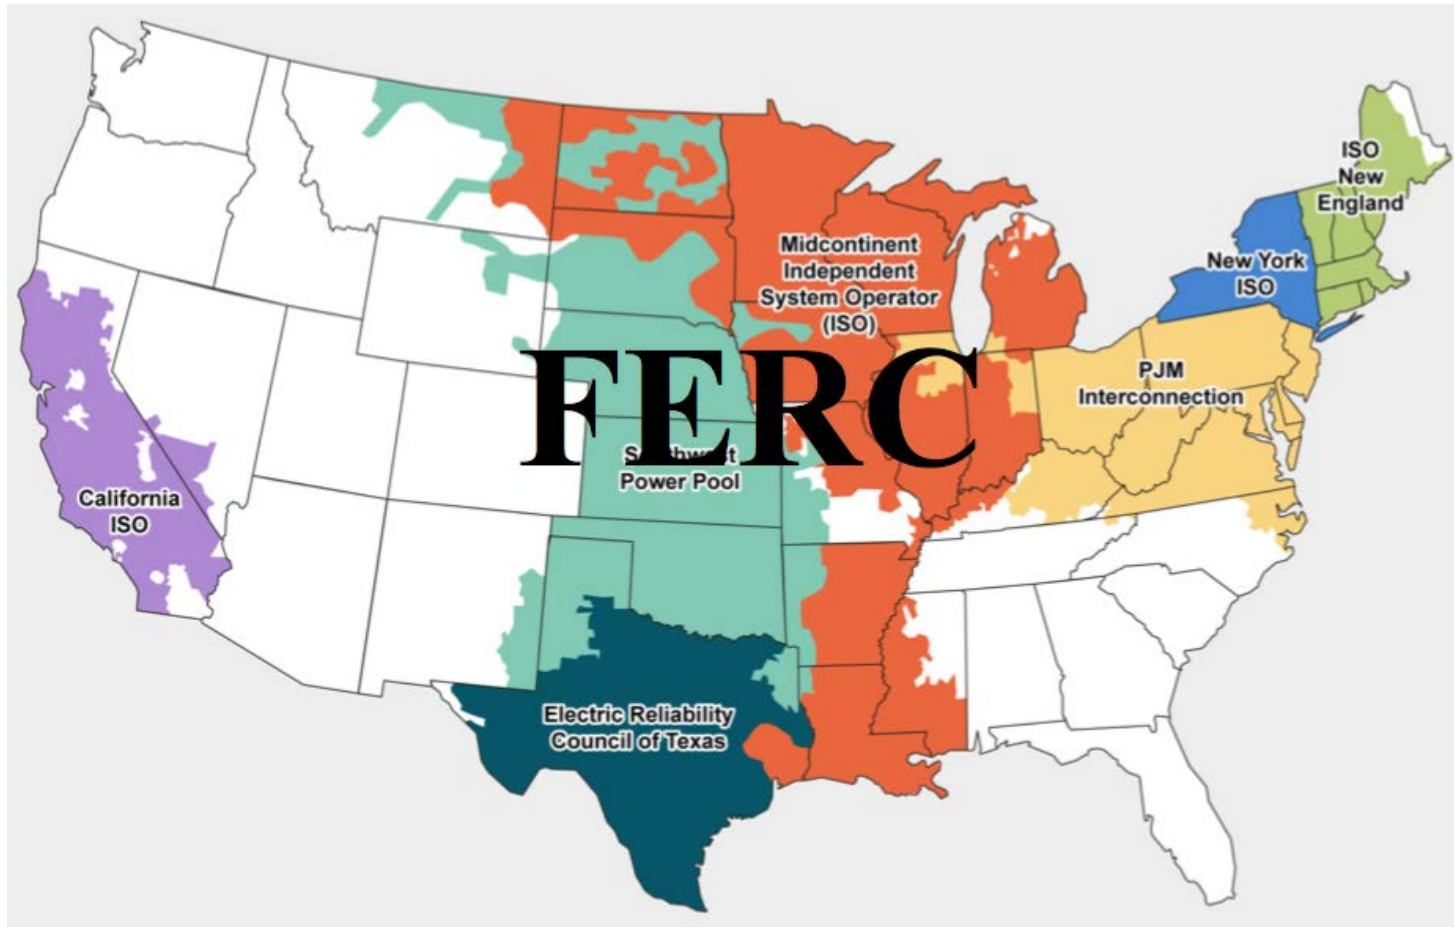 ISO
New
England
Midcontinent
Independent
System Operator
(ISO)
New York
ISO
FERC
PJM
Interconnection
Southwest
Power Pool
California
ISO
Electric Reliability
Council of Texas